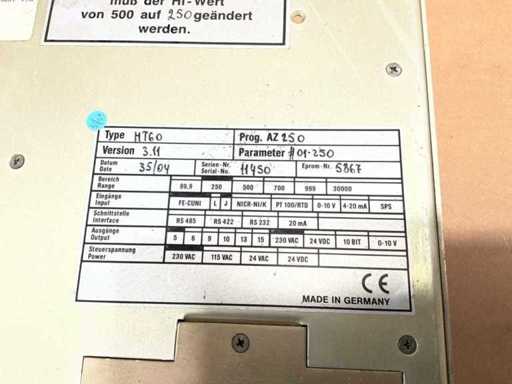 muß der HI-Wert
von 500 auf 250 geändert
werden.
Type MT60 Prog. AZ 250
Version 3.11 Parameter #01-250
Datum Date 35/04 Serien-Nr. Serial-No. 11450 Eprom-Nr. 5867
Bereich Range 99,9 250 500 700 999 30000
Eingänge Input FE-CUNI L J NICR-NI/K PT 100/RTD 0-10 V 4-20 mA SPS
Schnittstelle Interface RS 485 RS 422 RS 232 20 mA
Ausgänge Output 5 6 9 10 13 15 230 VAC 24 VDC 10 BIT 0-10 V
Steuerspannung Power 230 VAC 115 VAC 24 VAC 24 VDC
CE
MADE IN GERMANY